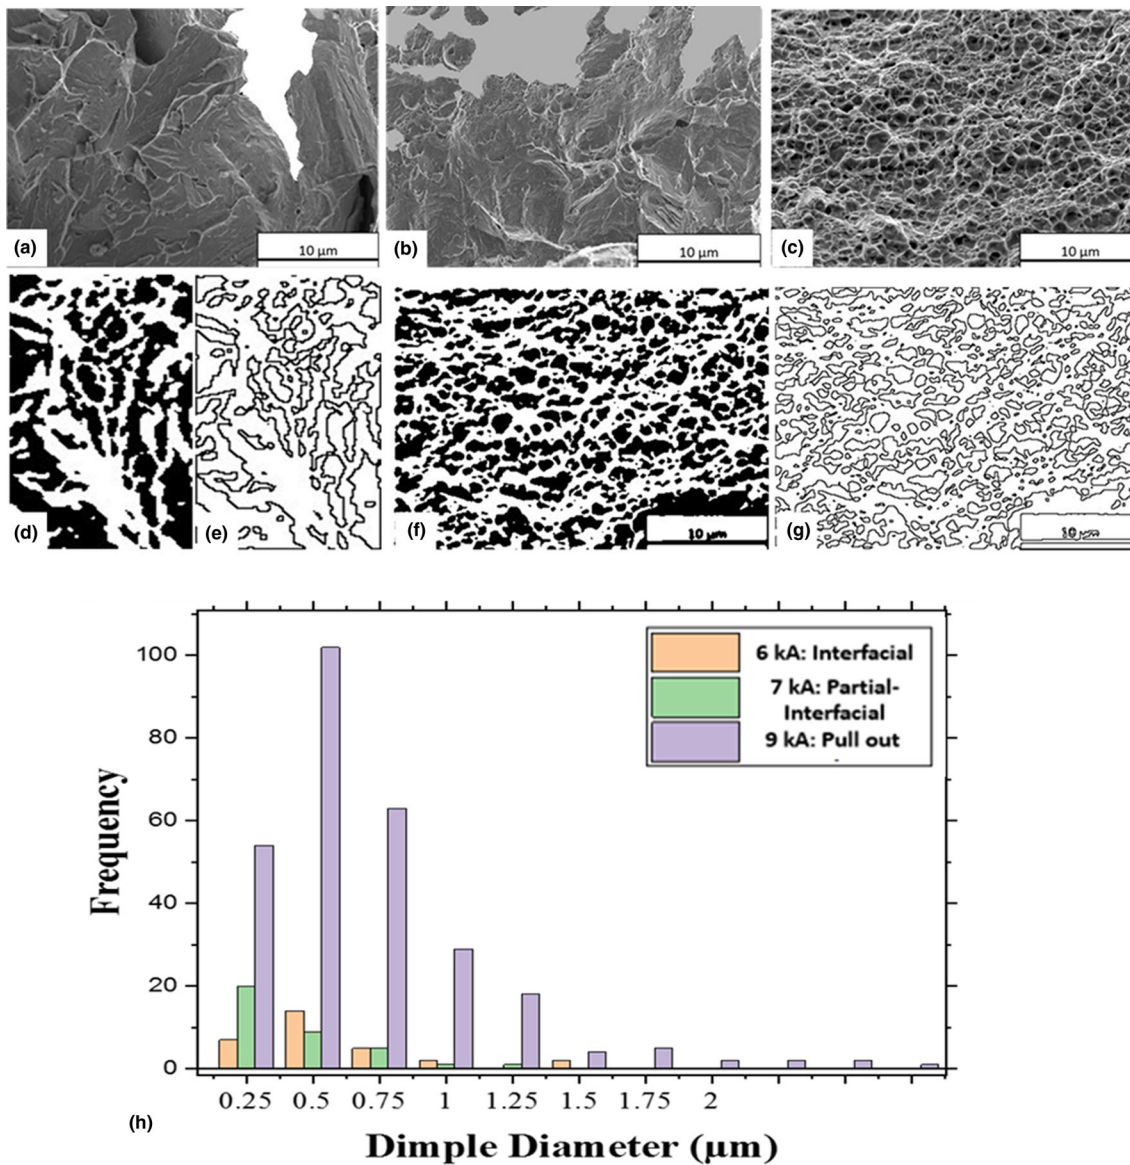 (a)
10 µm
(b)
10 µm
(c)
10 µm
(d)
(e)
(f)
10 µm
(g)
10 µm
6 kA: Interfacial
7 kA: Partial-
Interfacial
9 kA: Pull out
-
Frequency
100
80
60
40
20
0
0.25 0.5 0.75 1 1.25 1.5 1.75 2
(h)
Dimple Diameter (µm)